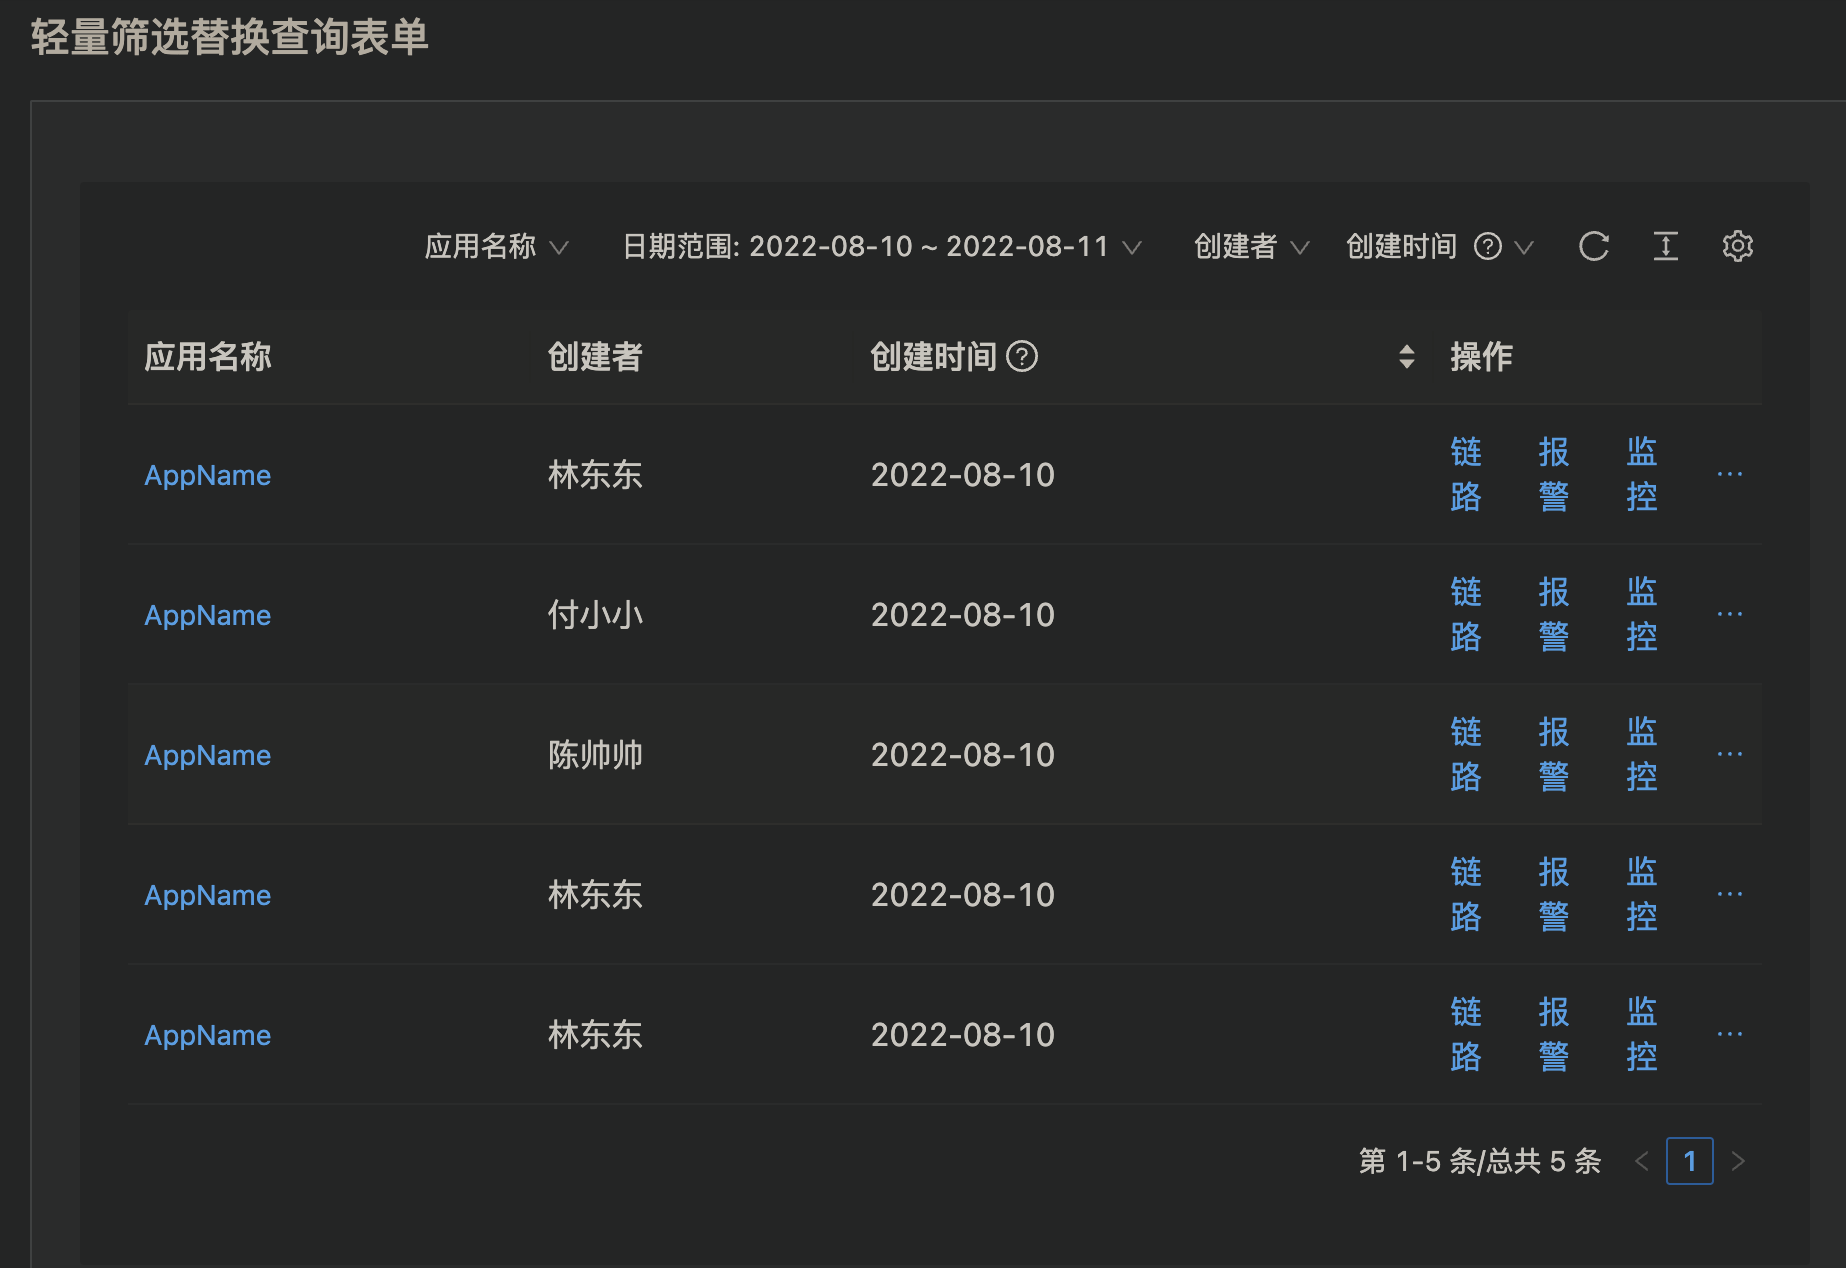 轻量筛选替换查询表单
应用名称 日期范围: 2022-08-10 ~ 2022-08-11 创建者 创建时间
应用名称 创建者 创建时间 操作
AppName 林东东 2022-08-10 链路 报警 监控 ···
AppName 付小小 2022-08-10 链路 报警 监控 ···
AppName 陈帅帅 2022-08-10 链路 报警 监控 ···
AppName 林东东 2022-08-10 链路 报警 监控 ···
AppName 林东东 2022-08-10 链路 报警 监控 ···
第 1-5 条/总共 5 条 < 1 >